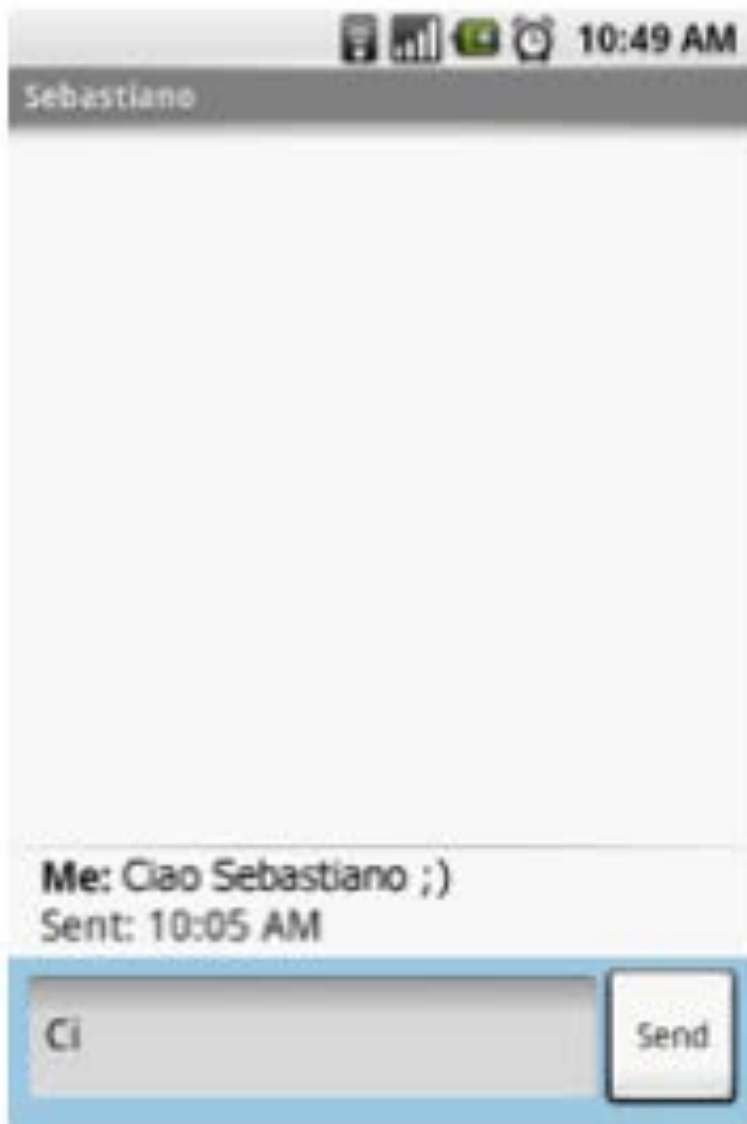 10:49 AM
Sebastiano
Me: Ciao Sebastiano ;)
Sent: 10:05 AM
Ci
Send